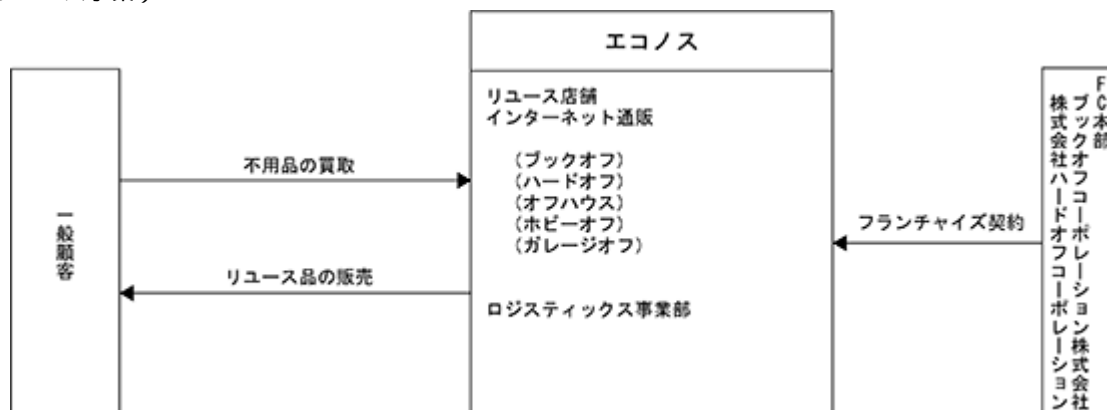 エコノス
リユース店舗
インターネット通販
(ブックオフ)
(ハードオフ)
(オフハウス)
(ホビーオフ)
(ガレージオフ)
ロジスティックス事業部
不用品の買取
リユース品の販売
一般顧客
フランチャイズ契約
FC本部
ブックオフコーポレーション株式会社
株式会社ハードオフコーポレーション